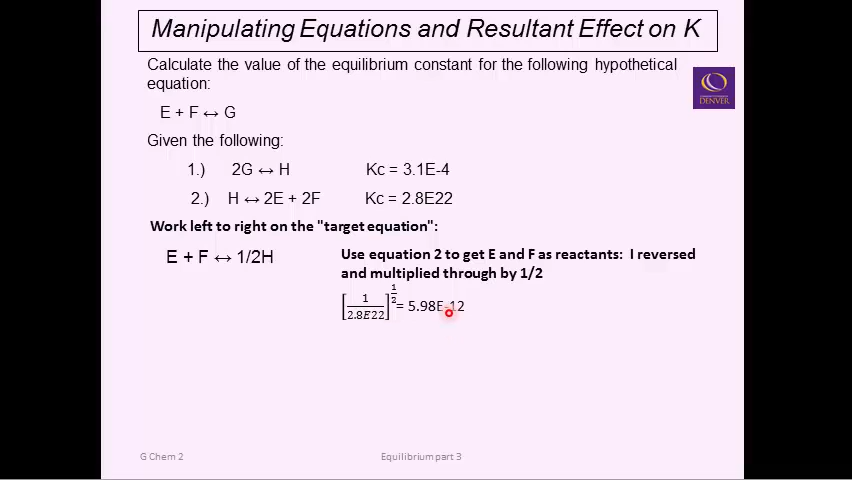 Manipulating Equations and Resultant Effect on K
Calculate the value of the equilibrium constant for the following hypothetical
equation:
DENVER
E + F ↔ G
Given the following:
1.) 2G ↔ H Kc = 3.1E-4
2.) H ↔ 2E + 2F Kc = 2.8E22
Work left to right on the "target equation":
E + F ↔ 1/2H
Use equation 2 to get E and F as reactants: I reversed
and multiplied through by 1/2
[1/2.8E22]^1/2 = 5.98E-12
G Chem 2
Equilibrium part 3